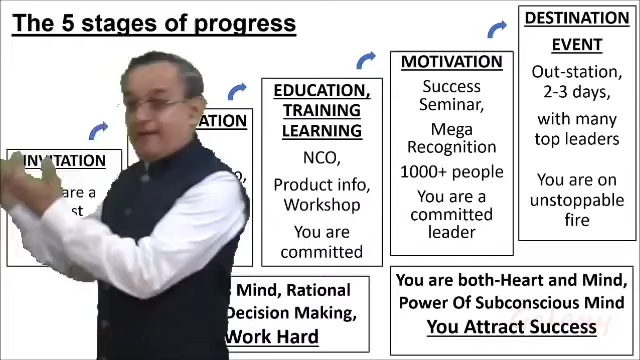 The 5 stages of progress
INVITATION
are a
EDUCATION,
TRAINING
LEARNING
NCO,
Product info,
Workshop
You are
committed
MOTIVATION
Success
Seminar,
Mega
Recognition
1000+ people
You are a
committed
leader
DESTINATION
EVENT
Out-station,
2-3 days,
with many
top leaders
You are on
unstoppable
fire
Mind, Rational
Decision Making,
Work Hard
You are both-Heart and Mind,
Power Of Subconscious Mind
You Attract Success